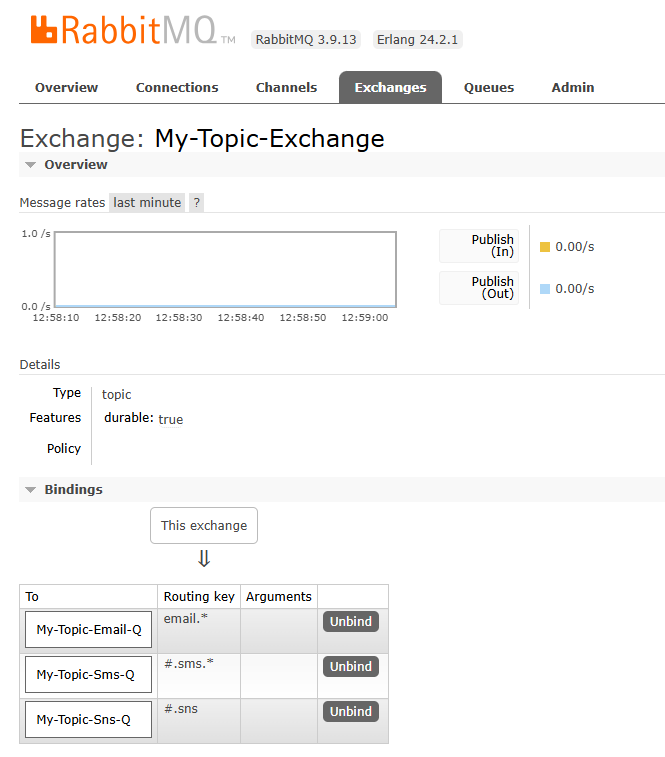 RabbitMQ TM RabbitMQ 3.9.13 Erlang 24.2.1
Overview Connections Channels Exchanges Queues Admin
Exchange: My-Topic-Exchange
Overview
Message rates last minute ?
1.0 /s
0.0 /s
12:58:10 12:58:20 12:58:30 12:58:40 12:58:50 12:59:00
Publish
(In)
0.00/s
Publish
(Out)
0.00/s
Details
Type topic
Features durable: true
Policy
Bindings
This exchange
⇓
To Routing key Arguments
My-Topic-Email-Q email.* Unbind
My-Topic-Sms-Q #.sms.* Unbind
My-Topic-Sns-Q #.sns Unbind